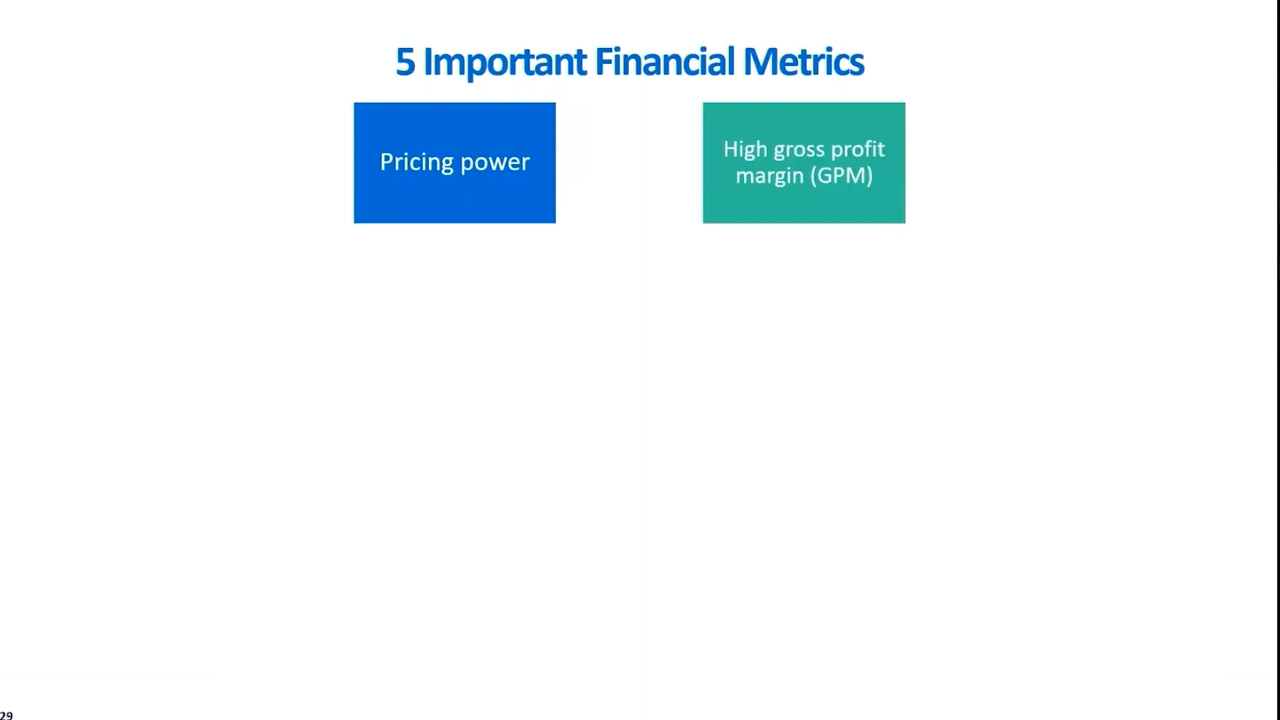 5 Important Financial Metrics
Pricing power
High gross profit
margin (GPM)
29